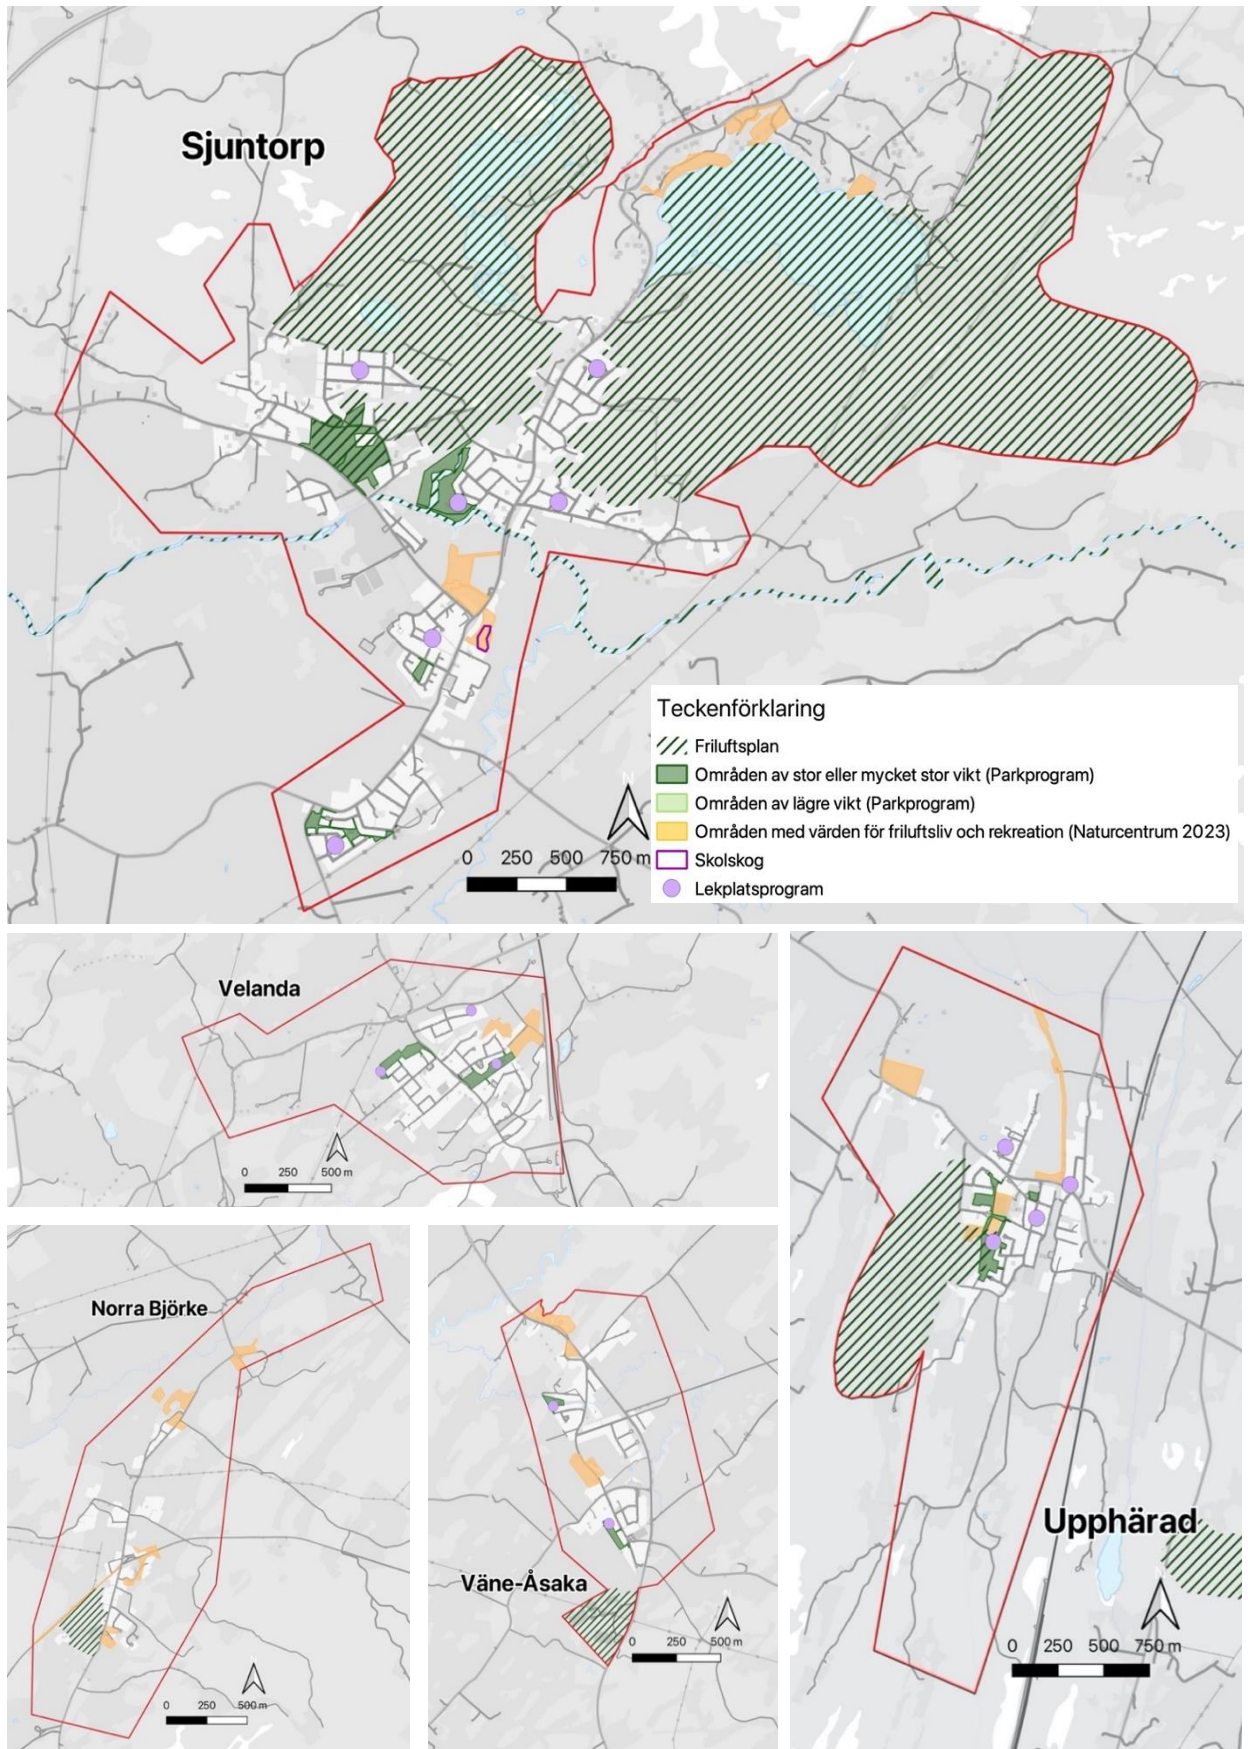 Sjuntorp
Teckenförklaring
Friluftsplan
Områden av stor eller mycket stor vikt (Parkprogram)
Områden av lägre vikt (Parkprogram)
Områden med värden för friluftsliv och rekreation (Naturcentrum 2023)
Skolskog
Lekplatsprogram
N
0 250 500 750 m
Velanda
0 250 500 m
Norra Björke
0 250 500 m
Väne-Åsaka
0 250 500 m
Upphärad
0 250 500 750 m